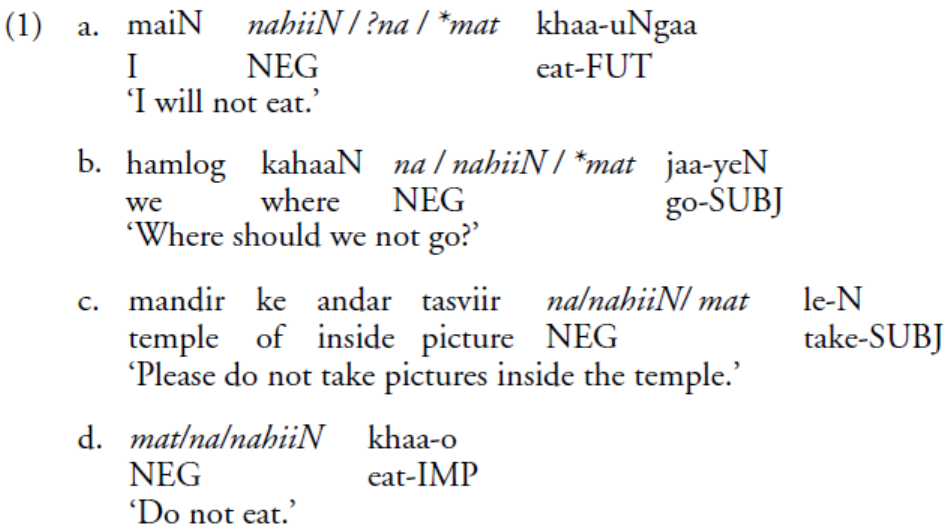 (1) a. maiN nahiiN / ?na / *mat khaa-uNgaa
I NEG eat-FUT
‘I will not eat.’
b. hamlog kahaaN na / nahiiN / *mat jaa-yeN
we where NEG go-SUBJ
‘Where should we not go?’
c. mandir ke andar tasviir na/nahiiN/ mat le-N
temple of inside picture NEG take-SUBJ
‘Please do not take pictures inside the temple.’
d. mat/na/nahiiN khaa-o
NEG eat-IMP
‘Do not eat.’